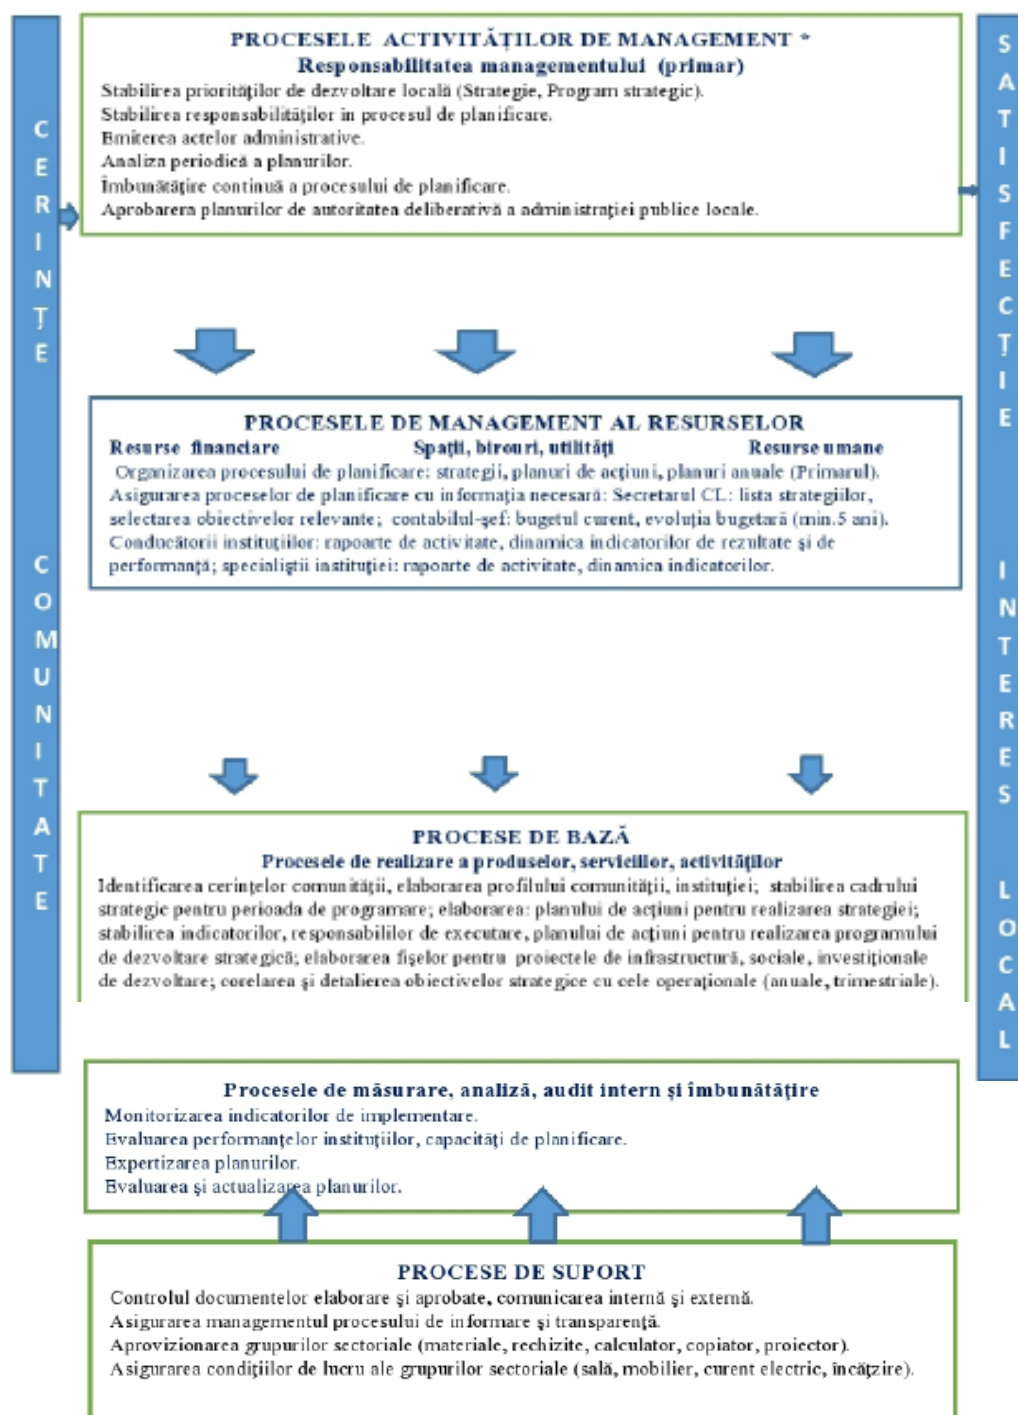 CERINȚE COMUNITATE
PROCESELE ACTIVITĂȚILOR DE MANAGEMENT *
Responsabilitatea managementului (primar)
Stabilirea priorităților de dezvoltare locală (Strategie, Program strategic).
Stabilirea responsabilităților în procesul de planificare.
Emiterea actelor administrative.
Analiza periodică a planurilor.
Îmbunătățire continuă a procesului de planificare.
Aprobarera planurilor de autoritatea deliberativă a administrației publice locale.
PROCESELE DE MANAGEMENT AL RESURSELOR
Resurse financiare Spații, birouri, utilități Resurse umane
Organizarea procesului de planificare: strategii, planuri de acțiuni, planuri anuale (Primarul).
Asigurarea proceselor de planificare cu informația necesară: Secretarul CL: lista strategiilor,
selectarea obiectivelor relevante; contabilul-șef: bugetul curent, evoluția bugetară (min.5 ani).
Conducătorii instituțiilor: rapoarte de activitate, dinamica indicatorilor de rezultate și de
performanță; specialiștii instituției: rapoarte de activitate, dinamica indicatorilor.
PROCESE DE BAZĂ
Procesele de realizare a produselor, serviciilor, activităților
Identificarea cerințelor comunității, elaborarea profilului comunității, instituției; stabilirea cadrului
strategic pentru perioada de programare; elaborarea: planului de acțiuni pentru realizarea strategiei;
stabilirea indicatorilor, responsabililor de executare, planului de acțiuni pentru realizarea programului
de dezvoltare strategică; elaborarea fișelor pentru proiectele de infrastructură, sociale, investiționale
de dezvoltare; corelarea și detalierea obiectivelor strategice cu cele operaționale (anuale, trimestriale).
Procesele de măsurare, analiză, audit intern și îmbunătățire
Monitorizarea indicatorilor de implementare.
Evaluarea performanțelor instituțiilor, capacități de planificare.
Expertizarea planurilor.
Evaluarea și actualizarea planurilor.
PROCESE DE SUPORT
Controlul documentelor elaborare și aprobate, comunicarea internă și externă.
Asigurarea managementul procesului de informare și transparență.
Aprovizionarea grupurilor sectoriale (materiale, rechizite, calculator, copiator, proiector).
Asigurarea condițiilor de lucru ale grupurilor sectoriale (sală, mobilier, curent electric, încățzire).
SATISFECȚIE INTERES LOCAL